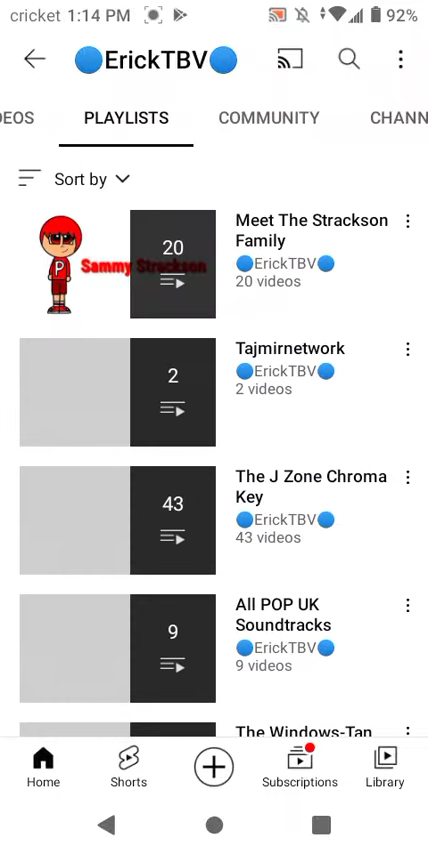 cricket 1:14 PM 92%
🔵ErickTBV🔵
DEOS PLAYLISTS COMMUNITY CHANN
Sort by
P
Sammy Strackson
20
Meet The Strackson
Family
🔵ErickTBV🔵
20 videos
2
Tajmirnetwork
🔵ErickTBV🔵
2 videos
43
The J Zone Chroma
Key
🔵ErickTBV🔵
43 videos
9
All POP UK
Soundtracks
🔵ErickTBV🔵
9 videos
The Windows-Tan
Home Shorts Subscriptions Library